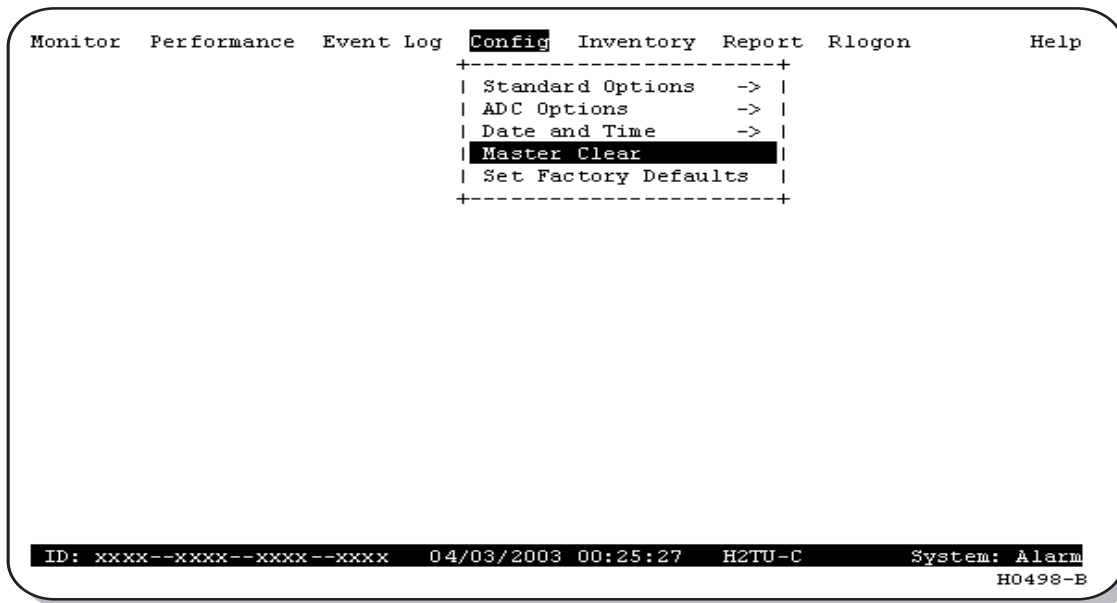 Monitor Performance Event Log Config Inventory Report Rlogon Help
+-----------------------+
| Standard Options -> |
| ADC Options -> |
| Date and Time -> |
| Master Clear |
| Set Factory Defaults |
+-----------------------+
ID: xxxx--xxxx--xxxx--xxxx 04/03/2003 00:25:27 H2TU-C System: Alarm
H0498-B